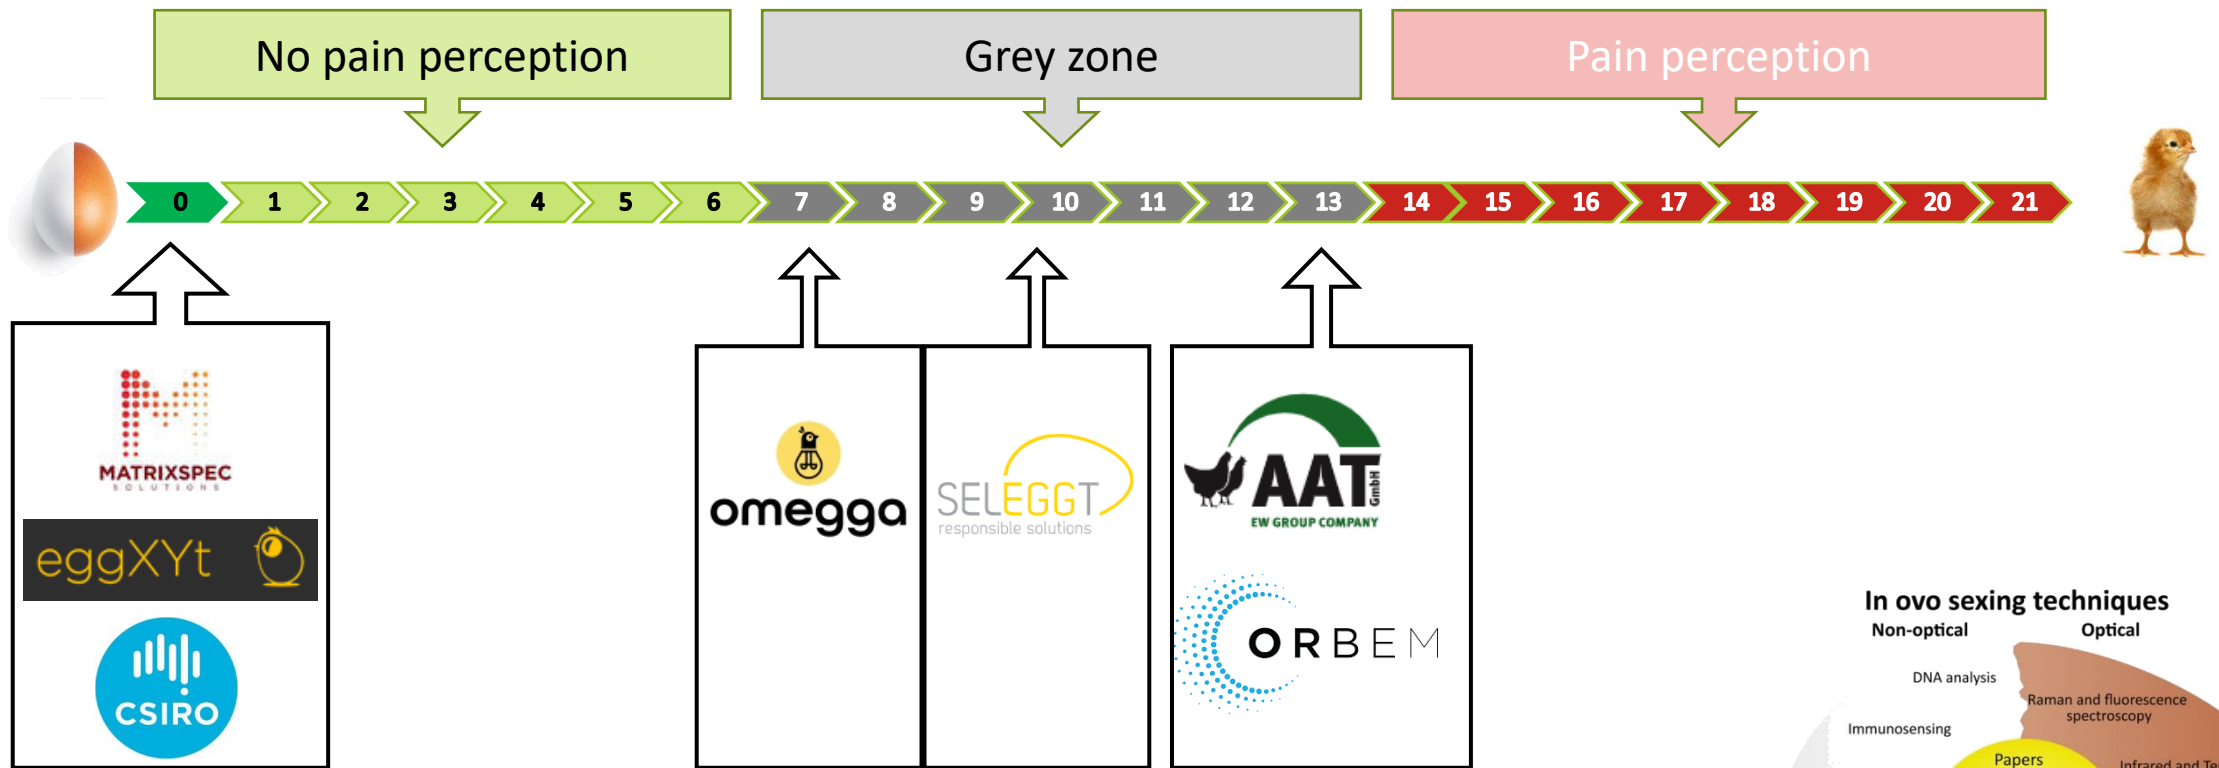 No pain perception
Grey zone
Pain perception
0 1 2 3 4 5 6 7 8 9 10 11 12 13 14 15 16 17 18 19 20 21
MATRIXSPEC
SOLUTIONS
eggXYt
CSIRO
omegga
SELEGGT
responsible solutions
AAT GmbH
EW GROUP COMPANY
ORBEM
In ovo sexing techniques
Non-optical Optical
DNA analysis
Raman and fluorescence
spectroscopy
Immunosensing
Papers
Infrared and